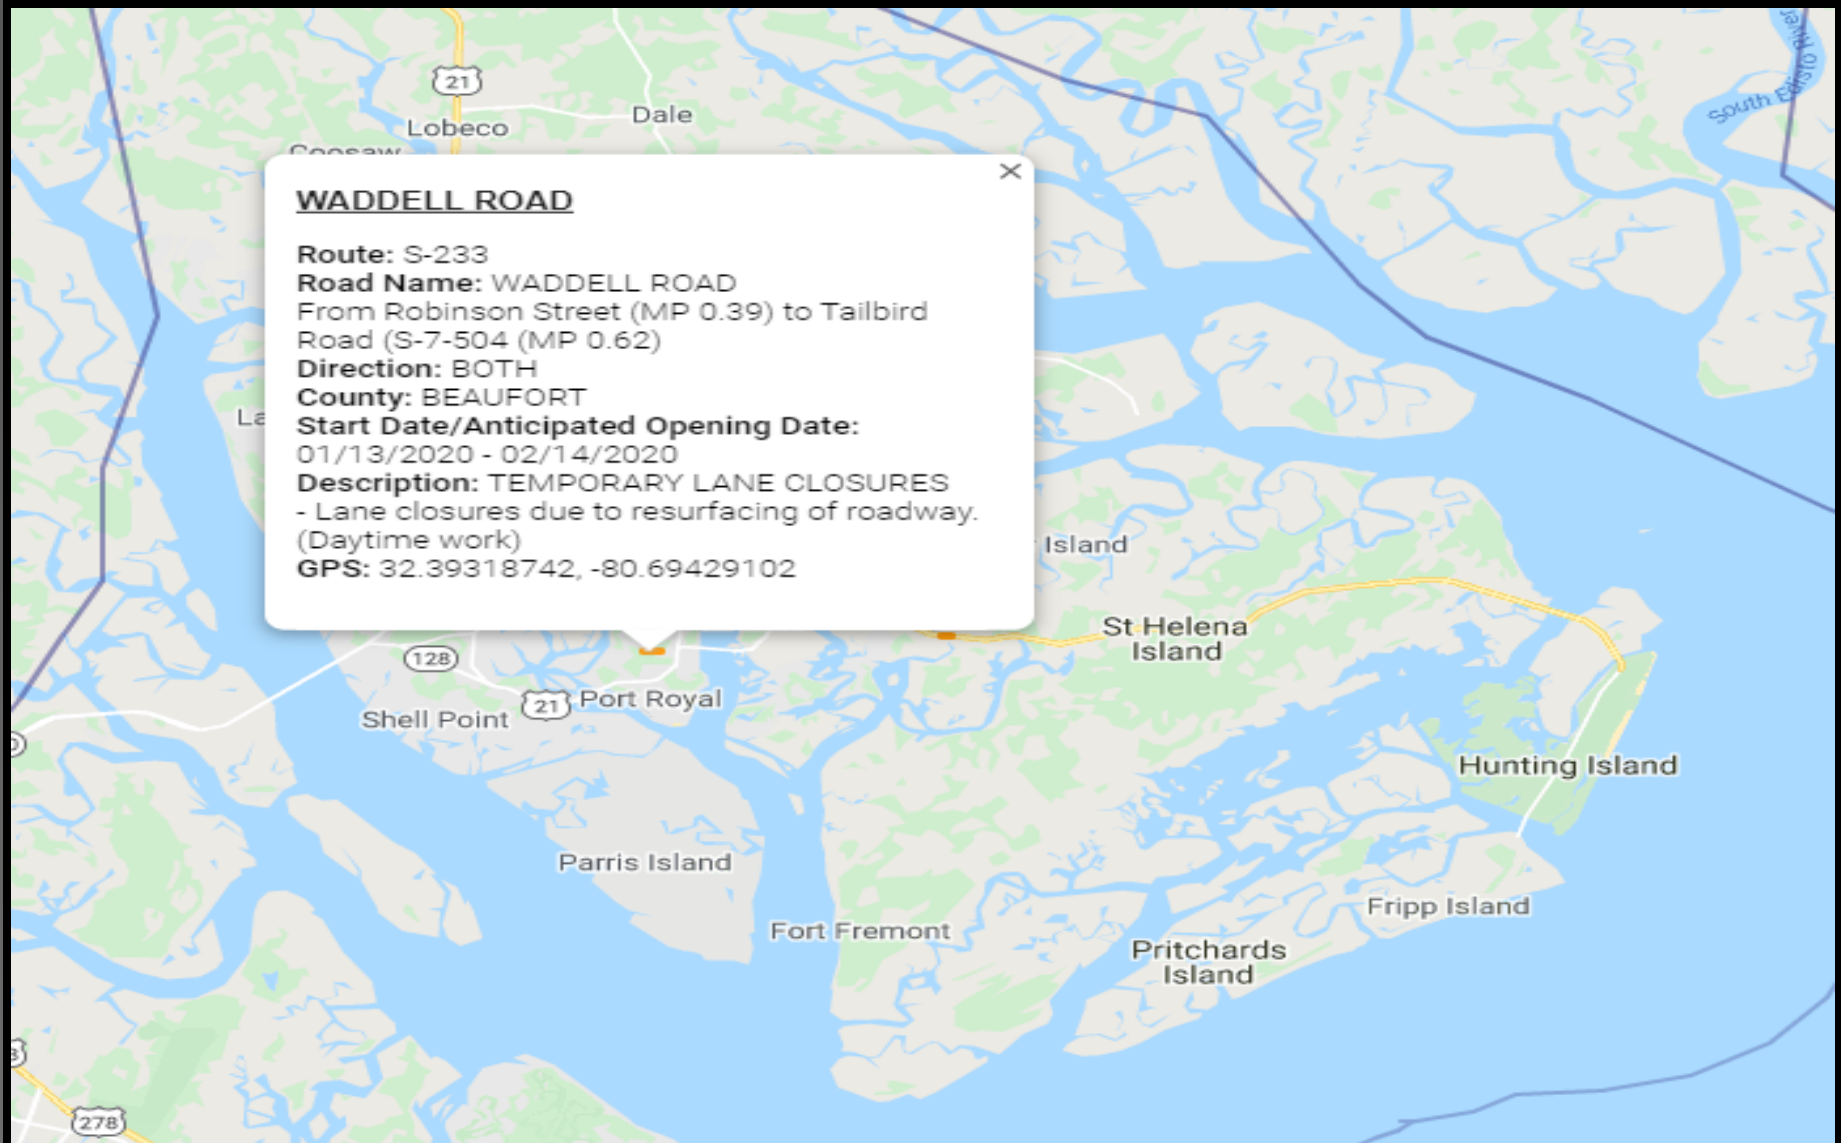 21
Lobeco
Dale
Coosaw
South Edisto River
WADDELL ROAD
Route: S-233
Road Name: WADDELL ROAD
From Robinson Street (MP 0.39) to Tailbird
Road (S-7-504 (MP 0.62)
Direction: BOTH
County: BEAUFORT
Start Date/Anticipated Opening Date:
01/13/2020 - 02/14/2020
Description: TEMPORARY LANE CLOSURES
- Lane closures due to resurfacing of roadway.
(Daytime work)
GPS: 32.39318742, -80.69429102
La
Island
St Helena
Island
128
21
Port Royal
Shell Point
Hunting Island
Parris Island
Fripp Island
Fort Fremont
Pritchards
Island
278